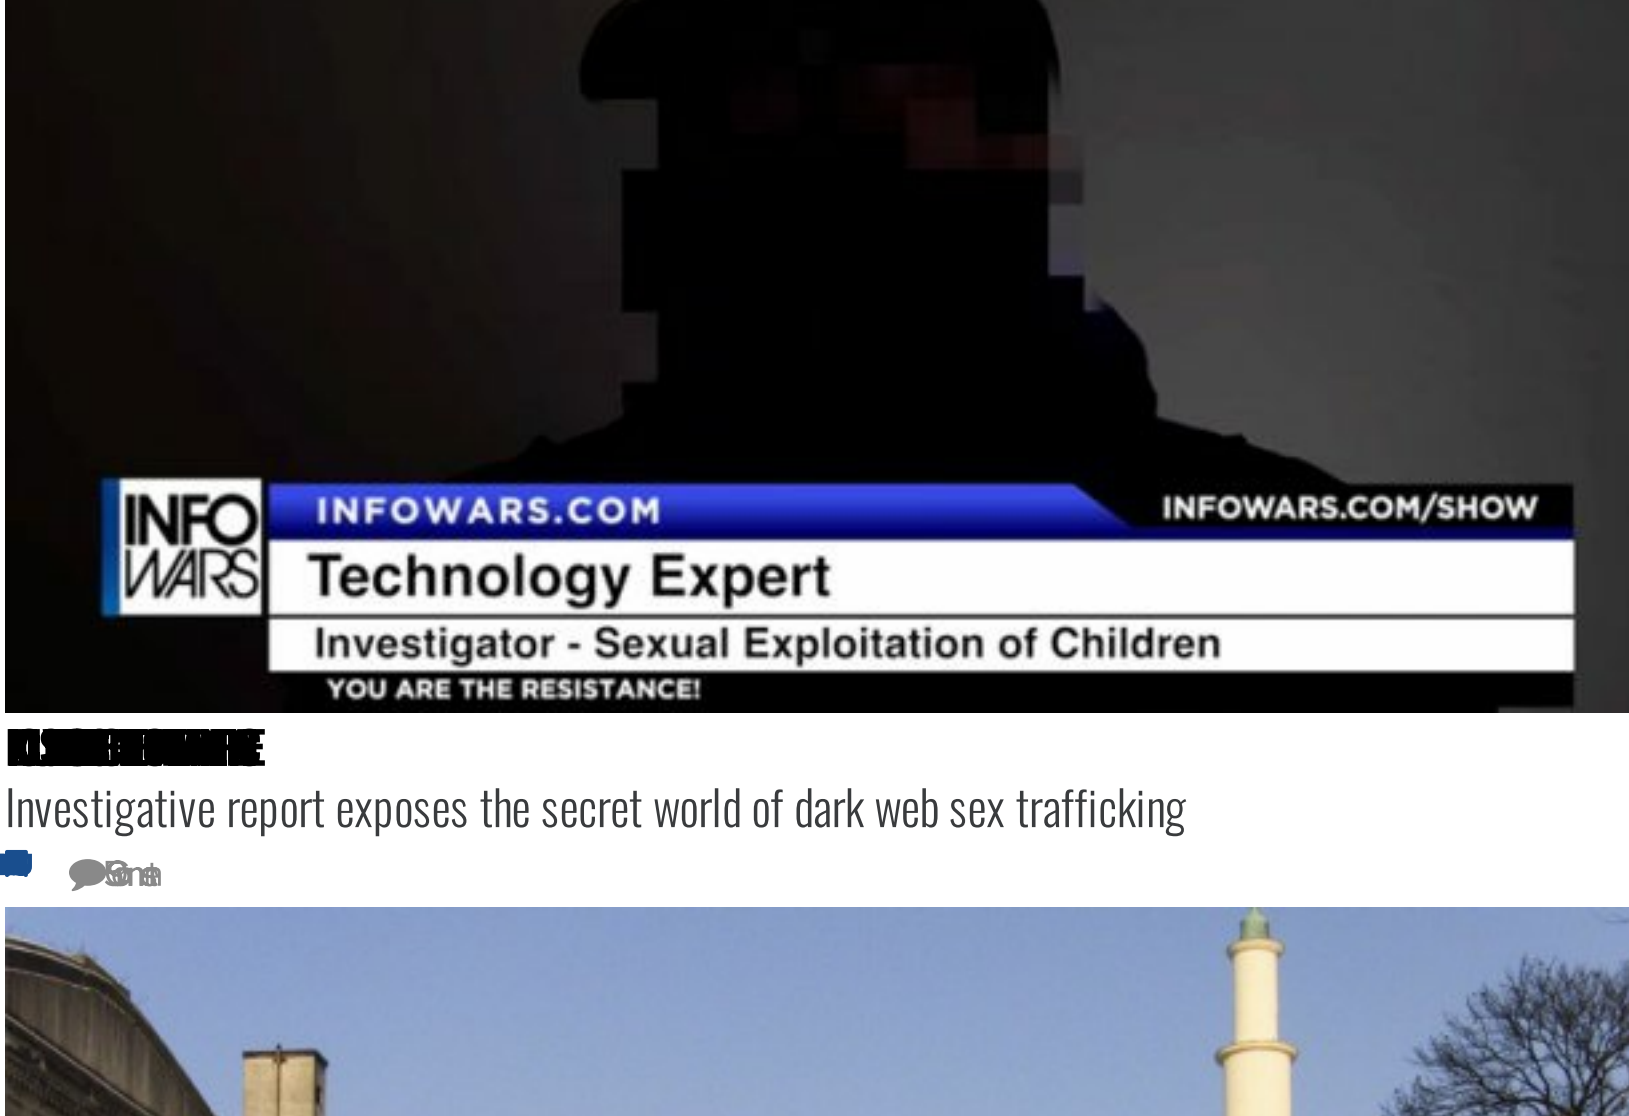 INFO
WARS
INFOWARS.COM
INFOWARS.COM/SHOW
Technology Expert
Investigator - Sexual Exploitation of Children
YOU ARE THE RESISTANCE!
Investigative report exposes the secret world of dark web sex trafficking